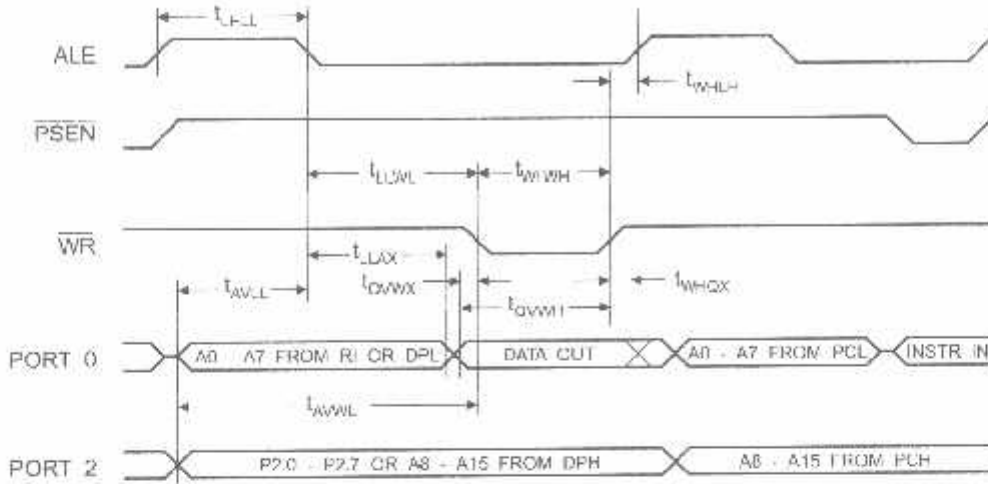 tLHLL
ALE
tWHLH
PSEN
tLLWL
tWLWH
WR
tLLAX
tQVWX
tWHQX
tAVLL
tQVWH
PORT 0
A0 - A7 FROM RI OR DPL
DATA OUT
A0 - A7 FROM PCL
INSTR IN
tAVWL
PORT 2
P2.0 - P2.7 OR A8 - A15 FROM DPH
A8 - A15 FROM PCH